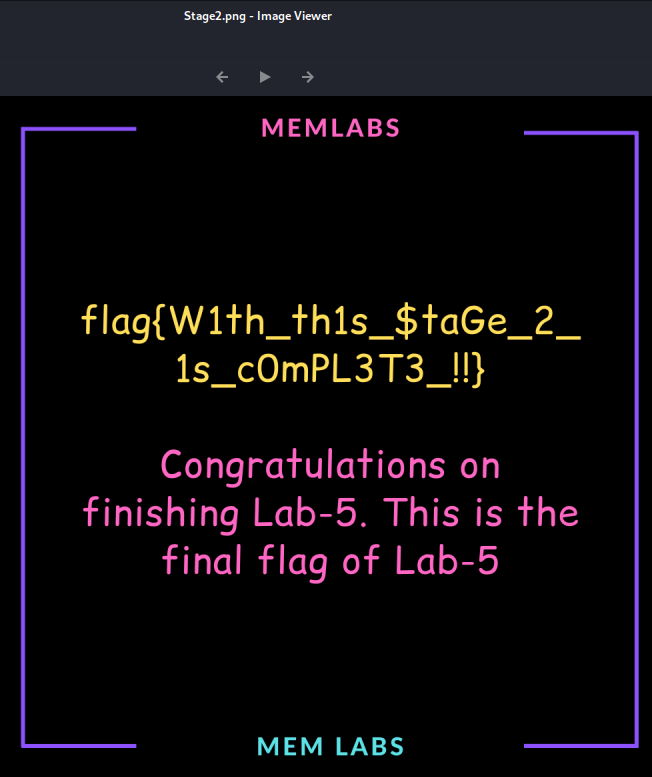 Stage2.png - Image Viewer
MEMLABS
flag{W1th_th1s_$taGe_2_
1s_c0mPL3T3_!!}
Congratulations on
finishing Lab-5. This is the
final flag of Lab-5
MEM LABS